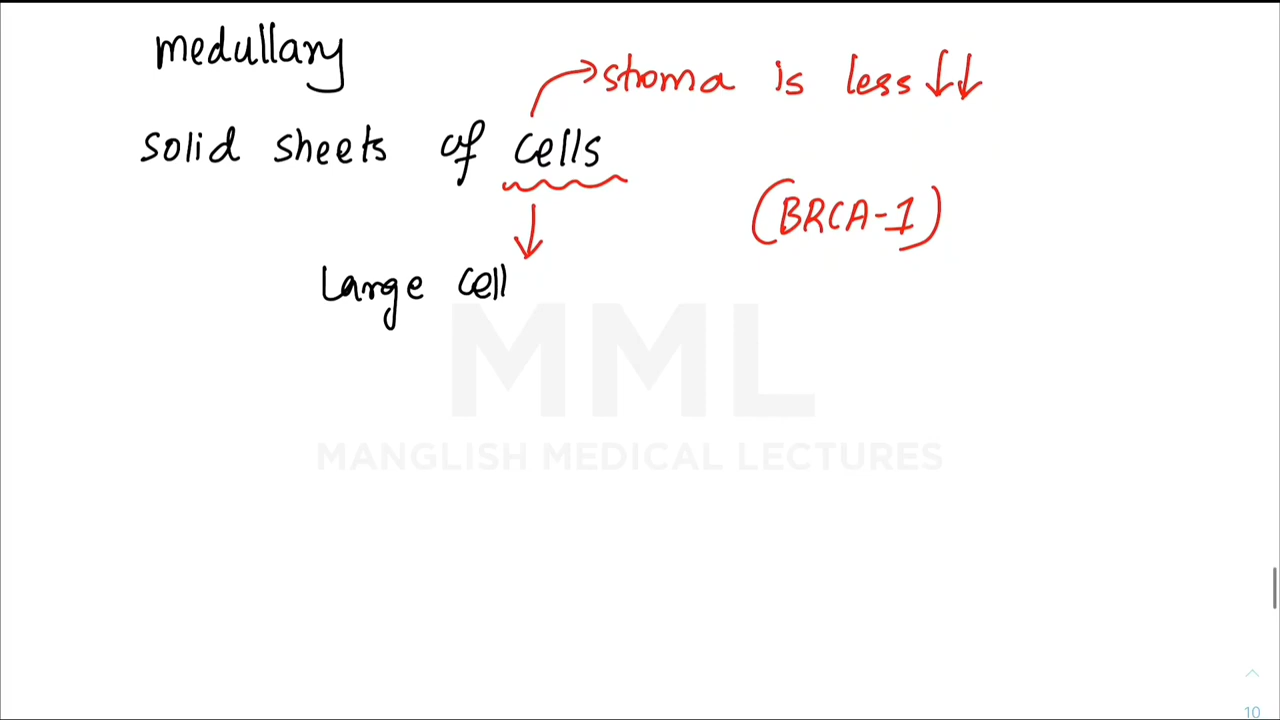 medullary
stroma is less ↓↓
solid sheets of cells
(BRCA-1)
Large cell
MML
MANGLISH MEDICAL LECTURES
10